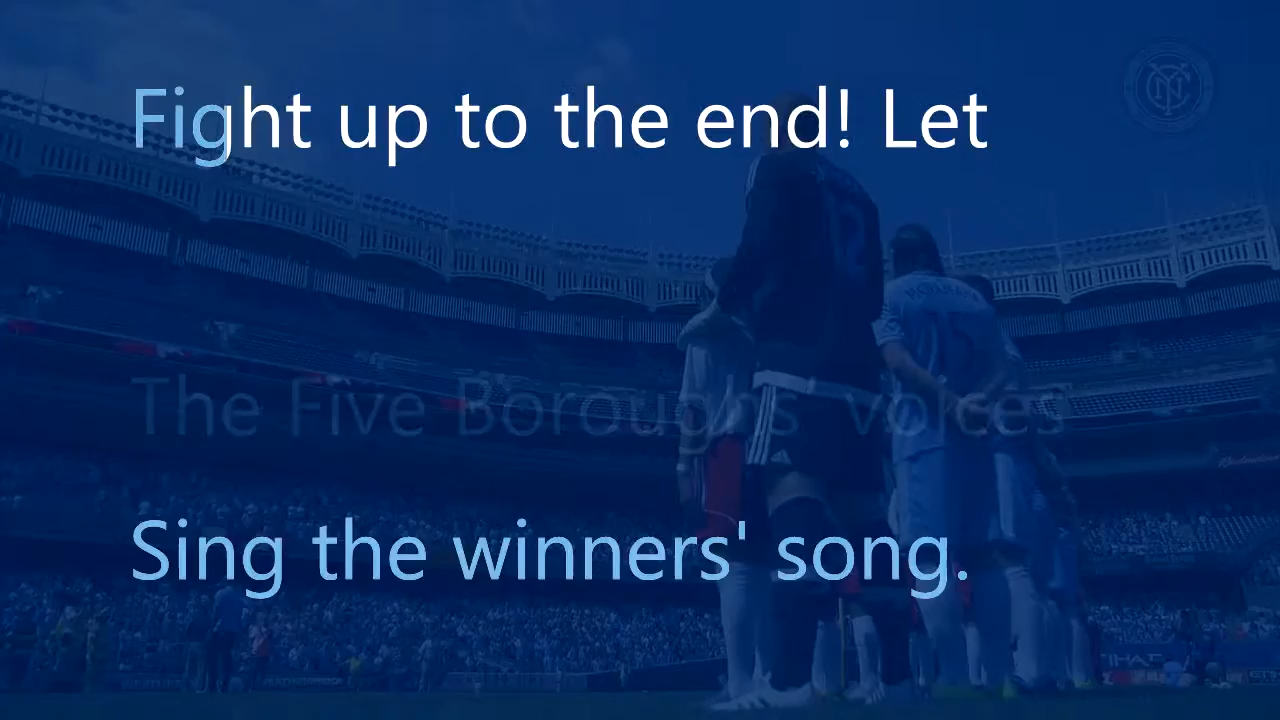 Fight up to the end! Let
The Five Boroughs' voices
Sing the winners' song.